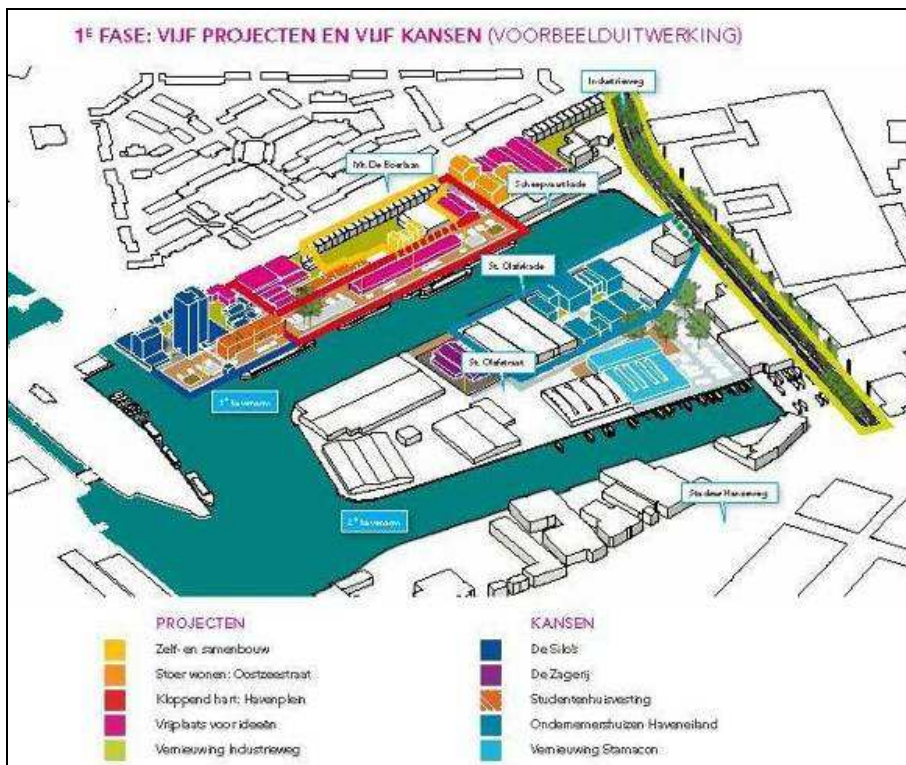 1E FASE: VIJF PROJECTEN EN VIJF KANSEN (VOORBEELDUITWERKING)
Industrieweg
Mr. De Boerlaan
Scheepvaartkade
St. Olafskade
St. Olafstraat
1e havenarm
2e havenarm
Hanzeweg
PROJECTEN
Zelf- en samenbouw
Stoer wonen: Oostzeestraat
Kloppend hart: Havenplein
Vrijplaats voor ideeën
Vernieuwing Industrieweg
KANSEN
De Silo's
De Zagerij
Studentenhuisvesting
Ondernemershuizen Haveneiland
Vernieuwing Stamacon